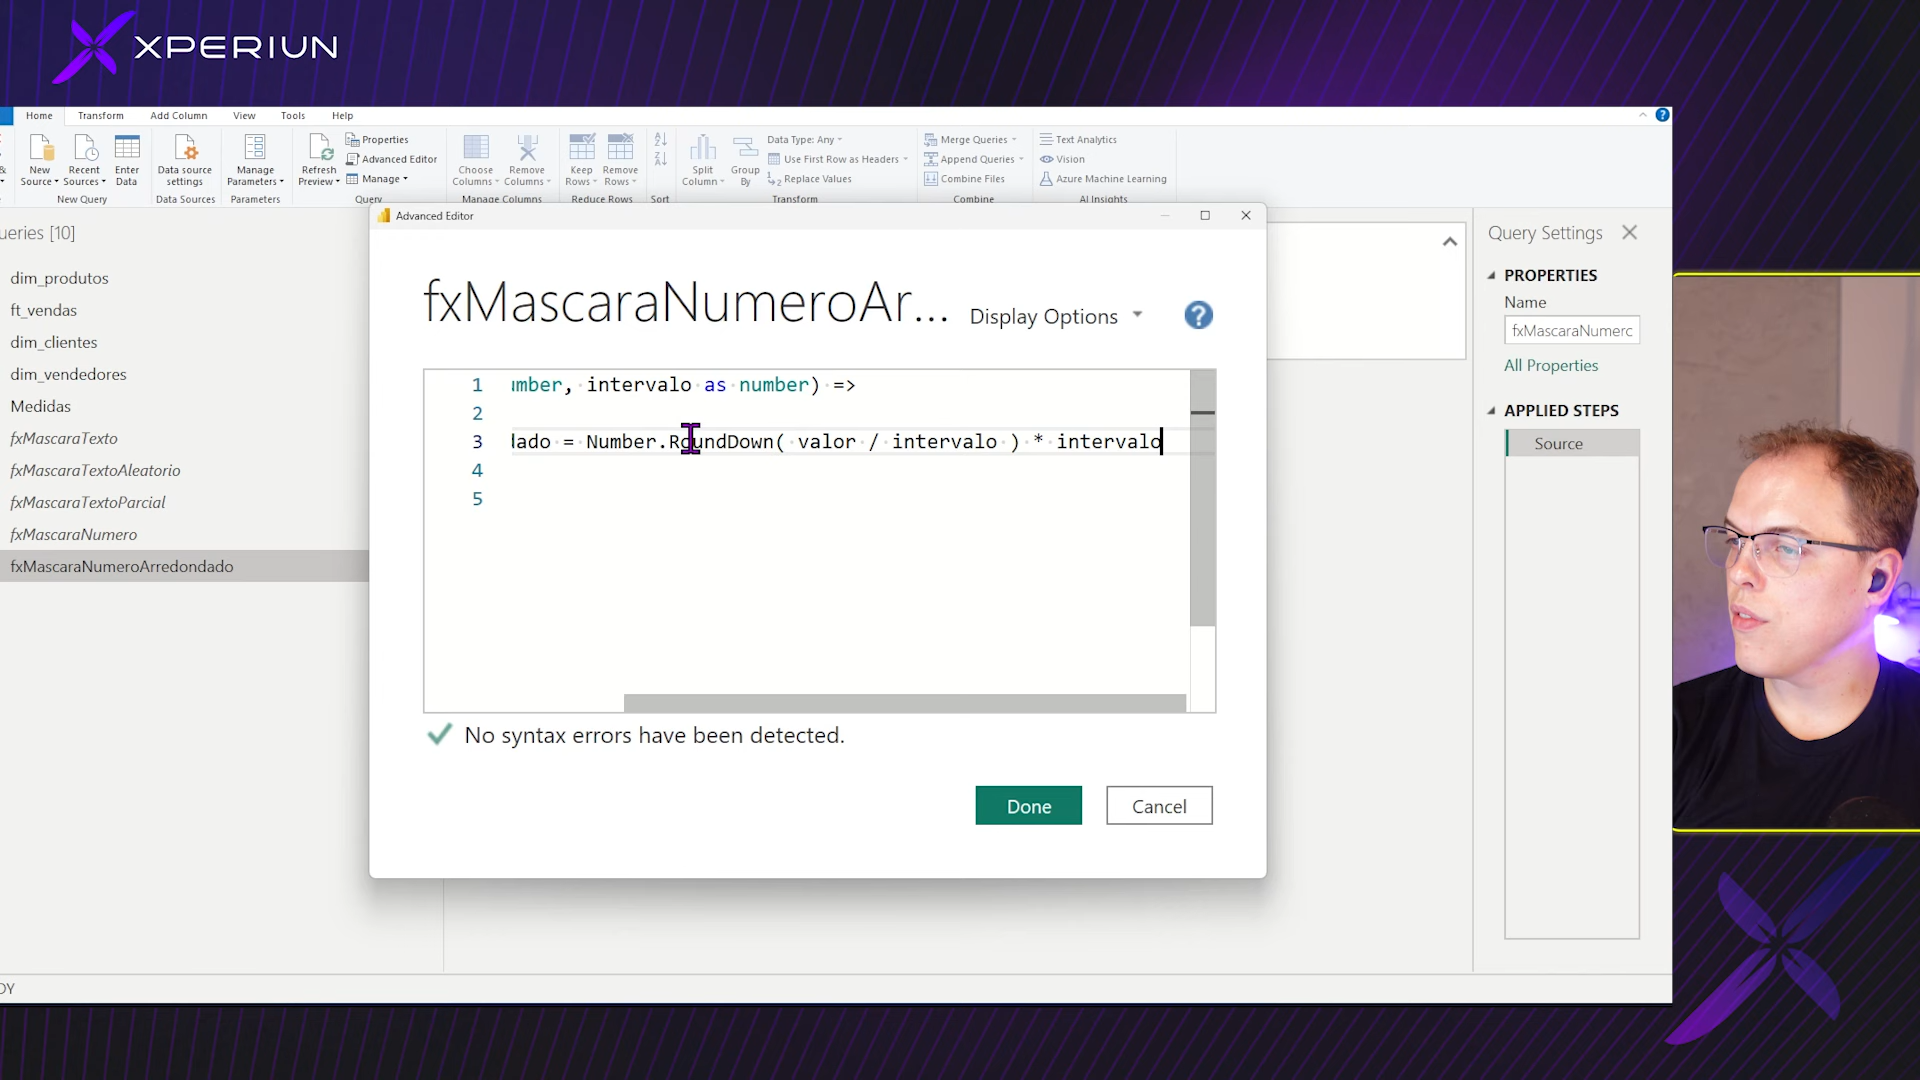 XPERIUN
Home Transform Add Column View Tools Help
New Source Recent Sources Enter Data
New Query
Data source settings
Data Sources
Manage Parameters
Parameters
Refresh Preview
Properties
Advanced Editor
Manage
Query
Choose Columns Remove Columns
Manage Columns
Keep Rows Remove Rows
Reduce Rows
Sort
Split Column Group By
Data Type: Any
Use First Row as Headers
Replace Values
Transform
Merge Queries
Append Queries
Combine Files
Combine
Text Analytics
Vision
Azure Machine Learning
AI Insights
ueries [10]
dim_produtos
ft_vendas
dim_clientes
dim_vendedores
Medidas
fxMascaraTexto
fxMascaraTextoAleatorio
fxMascaraTextoParcial
fxMascaraNumero
fxMascaraNumeroArredondado
Advanced Editor
fxMascaraNumeroAr...
Display Options
1 umber, intervalo as number) =>
2
3 dado = Number.RoundDown( valor / intervalo ) * intervalo
4
5
No syntax errors have been detected.
Done
Cancel
Query Settings
PROPERTIES
Name
fxMascaraNumerc
All Properties
APPLIED STEPS
Source
DY